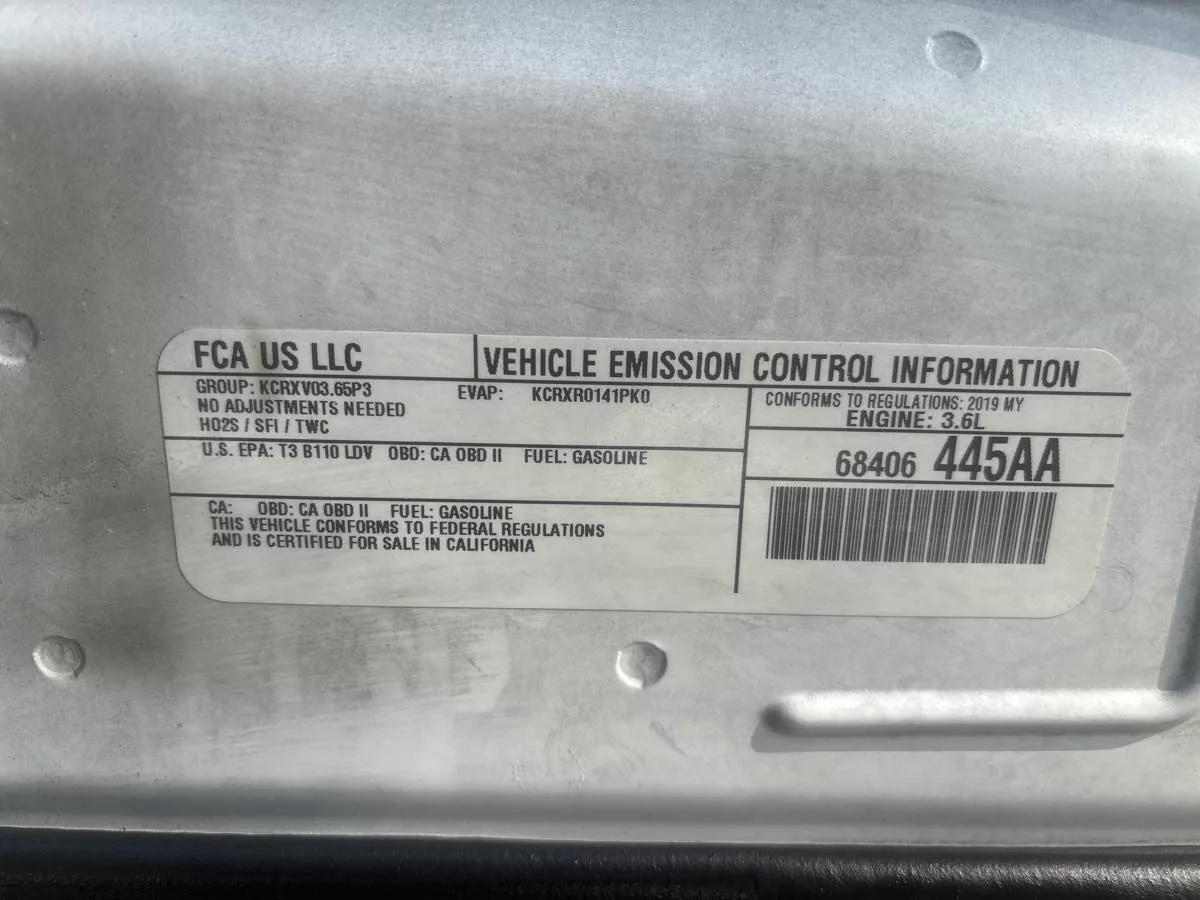 FCA US LLC
VEHICLE EMISSION CONTROL INFORMATION
GROUP: KCRXV03.65P3 EVAP: KCRXR0141PK0
NO ADJUSTMENTS NEEDED
HO2S / SFI / TWC
CONFORMS TO REGULATIONS: 2019 MY
ENGINE: 3.6L
U.S. EPA: T3 B110 LDV OBD: CA OBD II FUEL: GASOLINE
68406 445AA
CA: OBD: CA OBD II FUEL: GASOLINE
THIS VEHICLE CONFORMS TO FEDERAL REGULATIONS
AND IS CERTIFIED FOR SALE IN CALIFORNIA